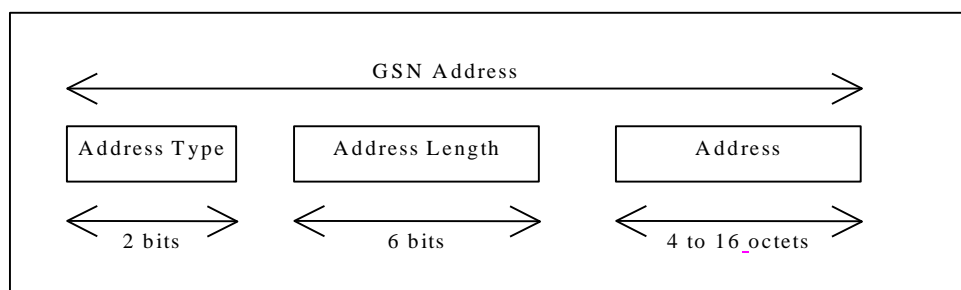 GSN Address
Address Type Address Length Address
2 bits 6 bits 4 to 16 octets